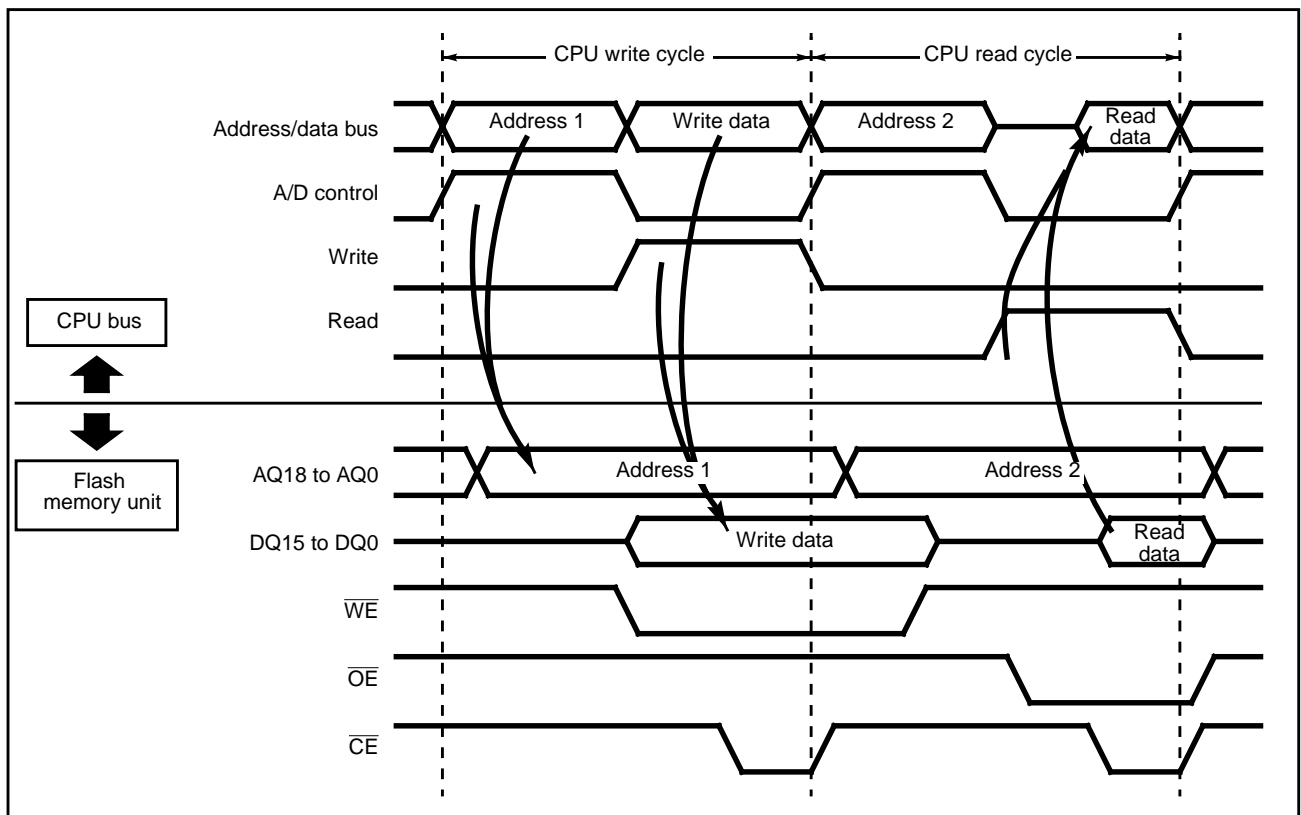 CPU write cycle
CPU read cycle
Address/data bus
Address 1
Write data
Address 2
Read
data
A/D control
Write
Read
CPU bus
Flash
memory unit
AQ18 to AQ0
Address 1
Address 2
DQ15 to DQ0
Write data
Read
data
WE
OE
CE